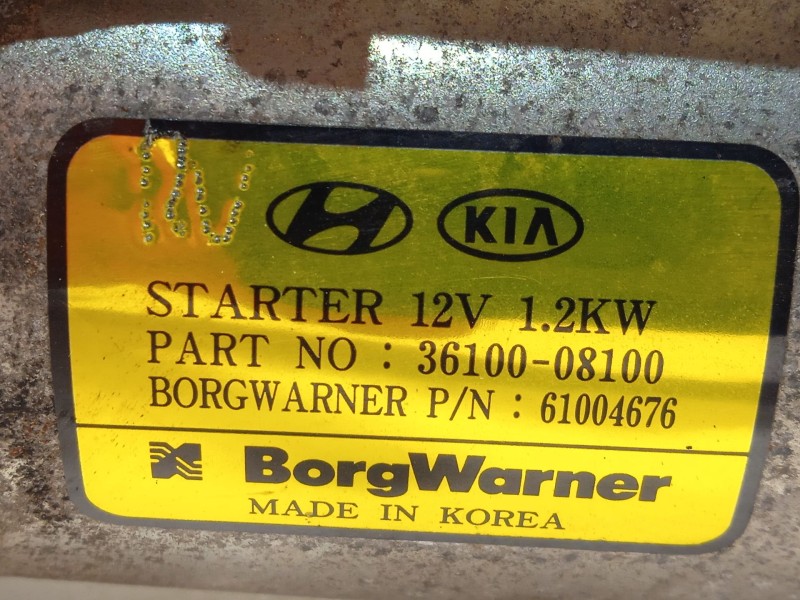 KIA
STARTER 12V 1.2KW
PART NO : 36100-08100
BORGWARNER P/N : 61004676
BorgWarner
MADE IN KOREA